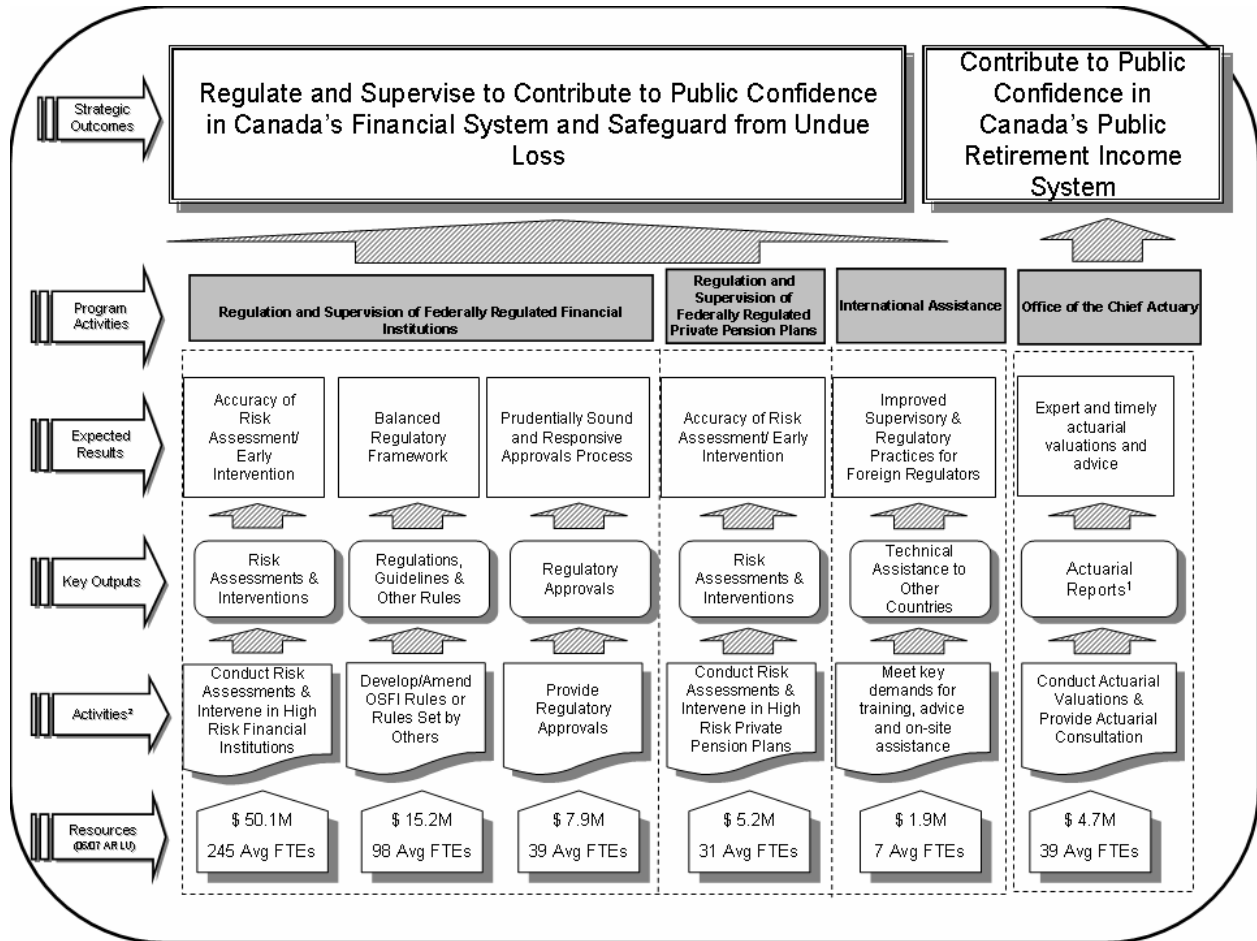 Strategic
Outcomes
Regulate and Supervise to Contribute to Public Confidence
in Canada's Financial System and Safeguard from Undue
Loss
Contribute to Public
Confidence in
Canada's Public
Retirement Income
System
Program
Activities
Regulation and Supervision of Federally Regulated Financial
Institutions
Regulation and
Supervision of
Federally Regulated
Private Pension Plans
International Assistance
Office of the Chief Actuary
Expected
Results
Accuracy of
Risk
Assessment/
Early
Intervention
Balanced
Regulatory
Framework
Prudentially Sound
and Responsive
Approvals Process
Accuracy of Risk
Assessment/ Early
Intervention
Improved
Supervisory &
Regulatory
Practices for
Foreign Regulators
Expert and timely
actuarial
valuations and
advice
Key Outputs
Risk
Assessments &
Interventions
Regulations,
Guidelines &
Other Rules
Regulatory
Approvals
Risk
Assessments &
Interventions
Technical
Assistance to
Other
Countries
Actuarial
Reports¹
Activities²
Conduct Risk
Assessments &
Intervene in High
Risk Financial
Institutions
Develop/Amend
OSFI Rules or
Rules Set by
Others
Provide
Regulatory
Approvals
Conduct Risk
Assessments &
Intervene in High
Risk Private
Pension Plans
Meet key
demands for
training, advice
and on-site
assistance
Conduct Actuarial
Valuations &
Provide Actuarial
Consultation
Resources
(06/07 ARLU)
$ 50.1M
245 Avg FTEs
$ 15.2M
98 Avg FTEs
$ 7.9M
39 Avg FTEs
$ 5.2M
31 Avg FTEs
$ 1.9M
7 Avg FTEs
$ 4.7M
39 Avg FTEs